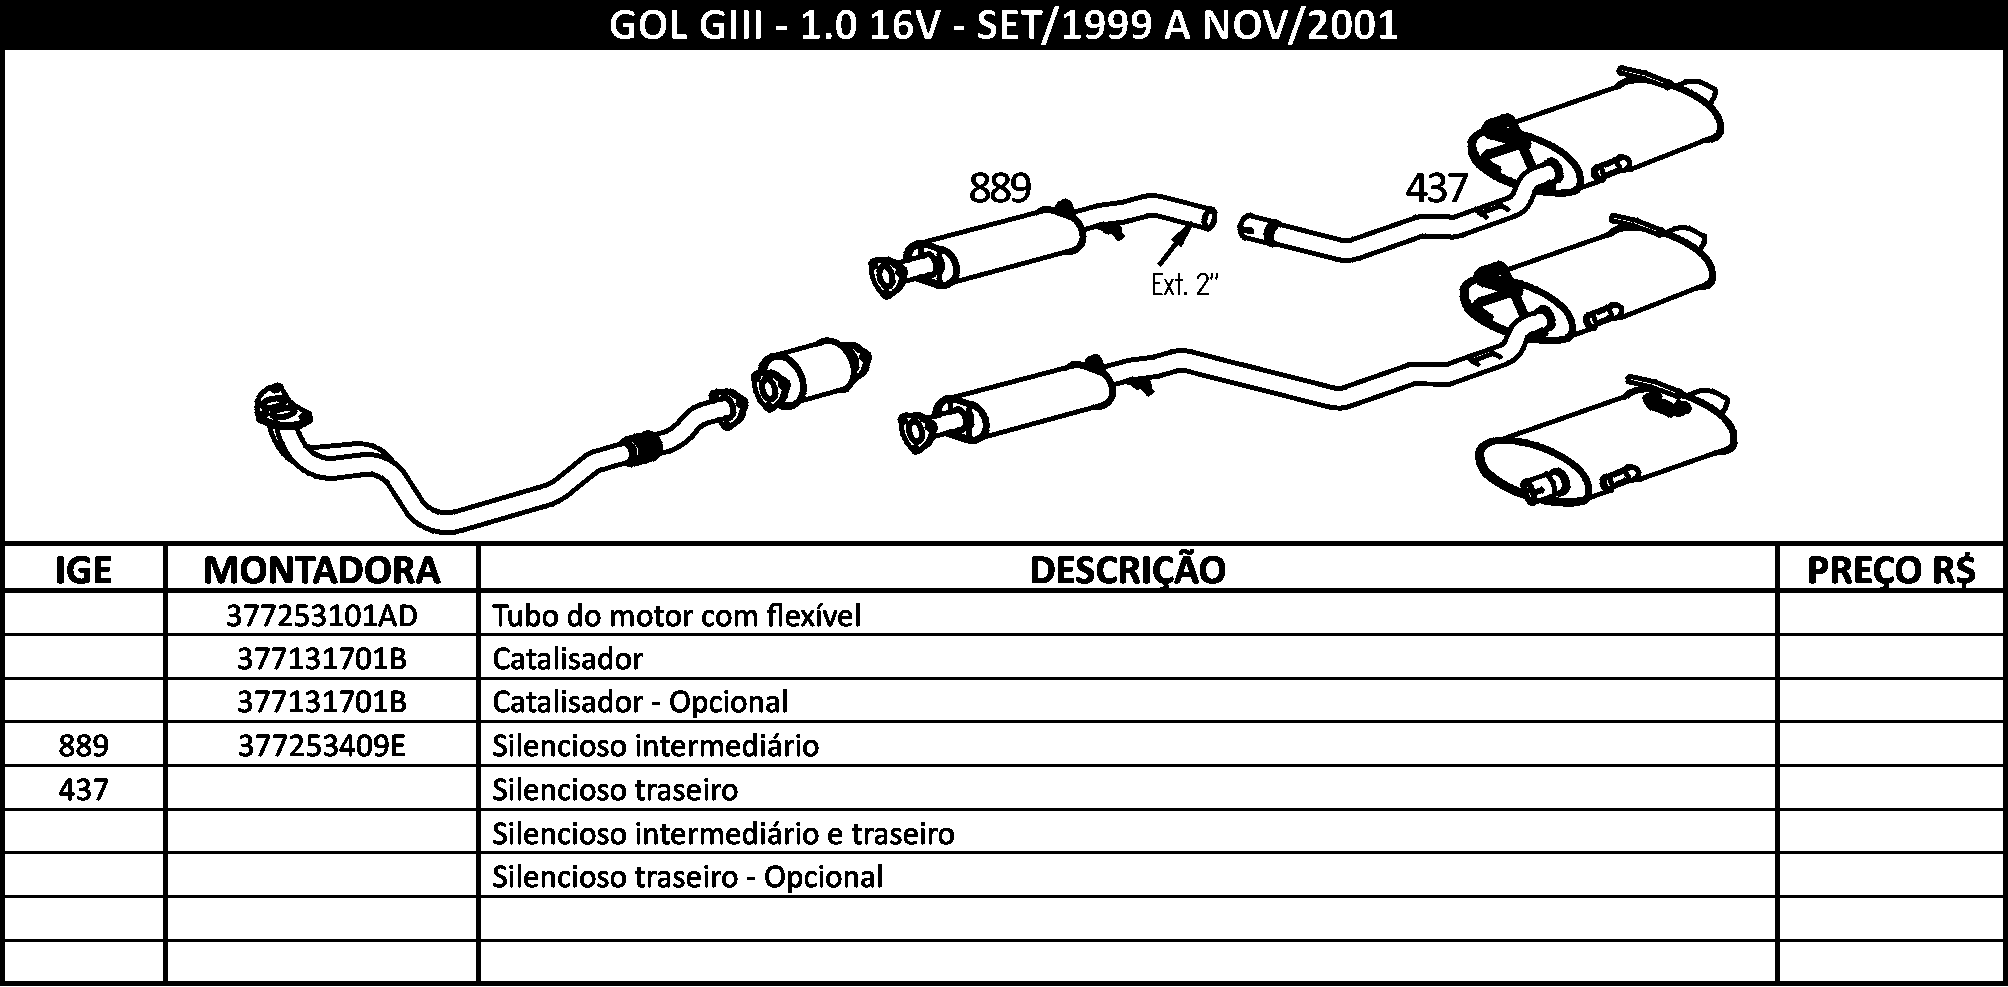 GOL GIII - 1.0 16V - SET/1999 A NOV/2001
889
437
Ext. 2"
IGE MONTADORA DESCRIÇÃO PREÇO R$
377253101AD Tubo do motor com flexível
377131701B Catalisador
377131701B Catalisador - Opcional
889 377253409E Silencioso intermediário
437 Silencioso traseiro
Silencioso intermediário e traseiro
Silencioso traseiro - Opcional